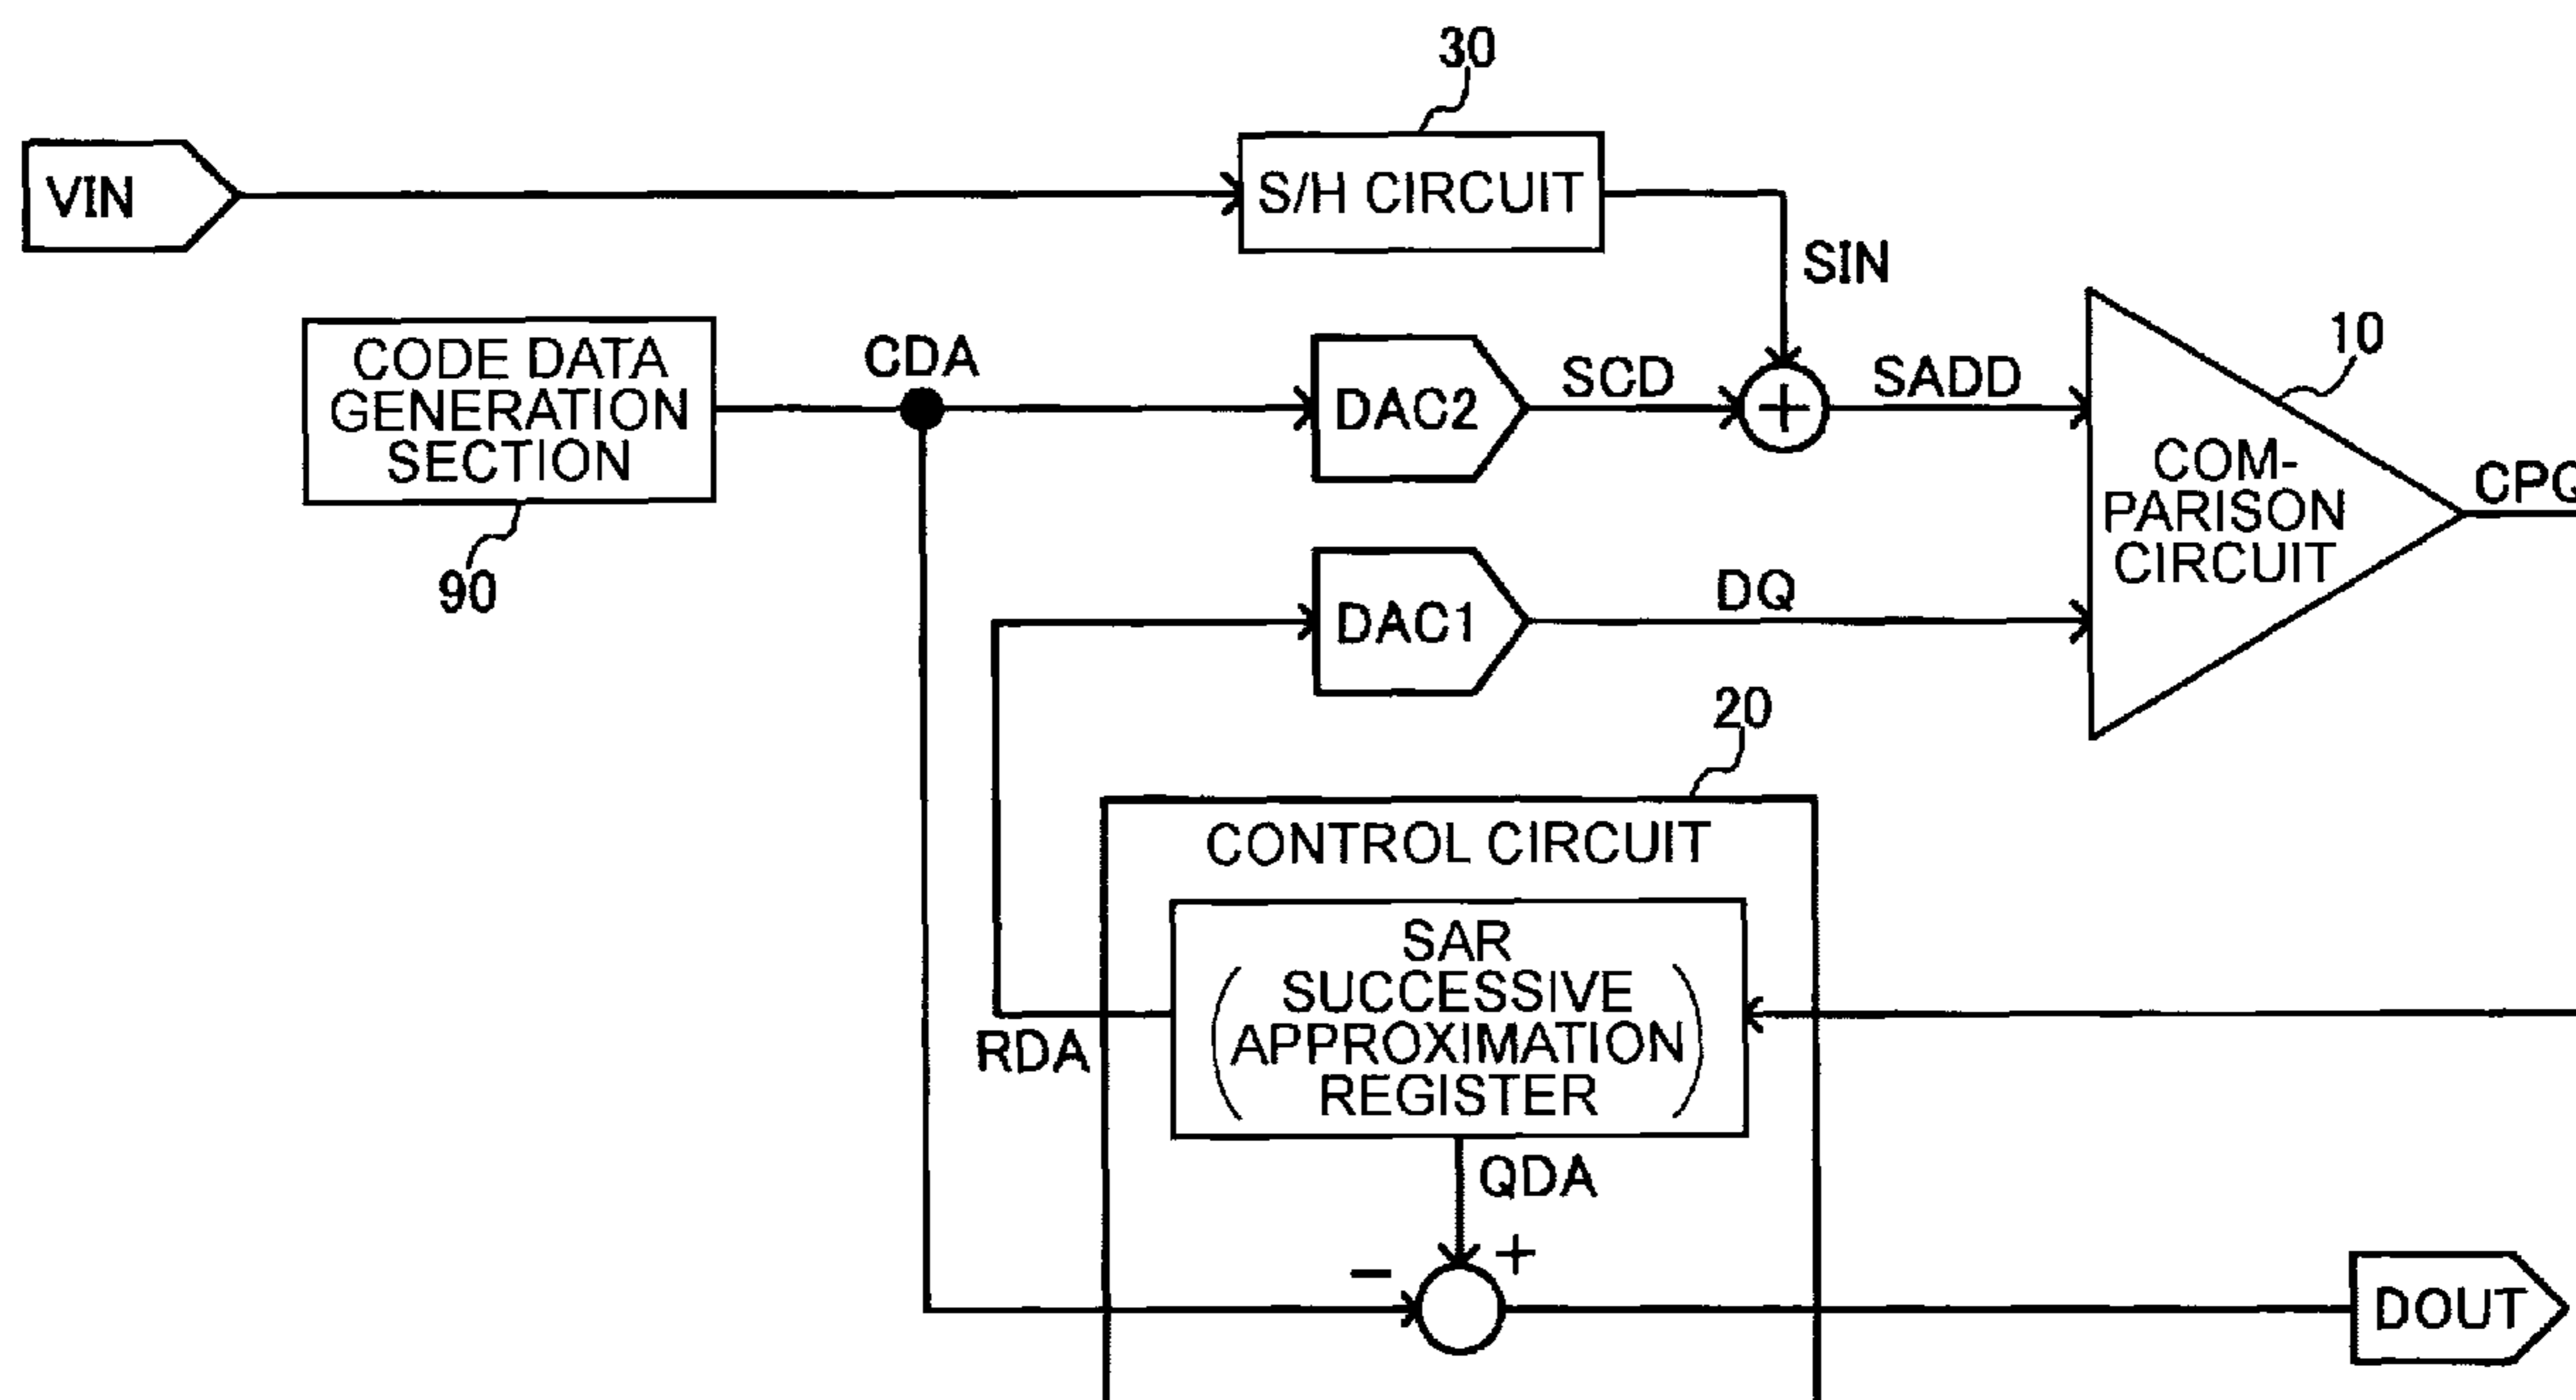 30
VIN
S/H CIRCUIT
SIN
CODE DATA
GENERATION
SECTION
90
CDA
DAC2
SCD
+
SADD
10
COM-
PARISON
CIRCUIT
CPQ
DAC1
DQ
20
CONTROL CIRCUIT
SAR
(SUCCESSIVE
APPROXIMATION
REGISTER)
RDA
QDA
+
−
DOUT